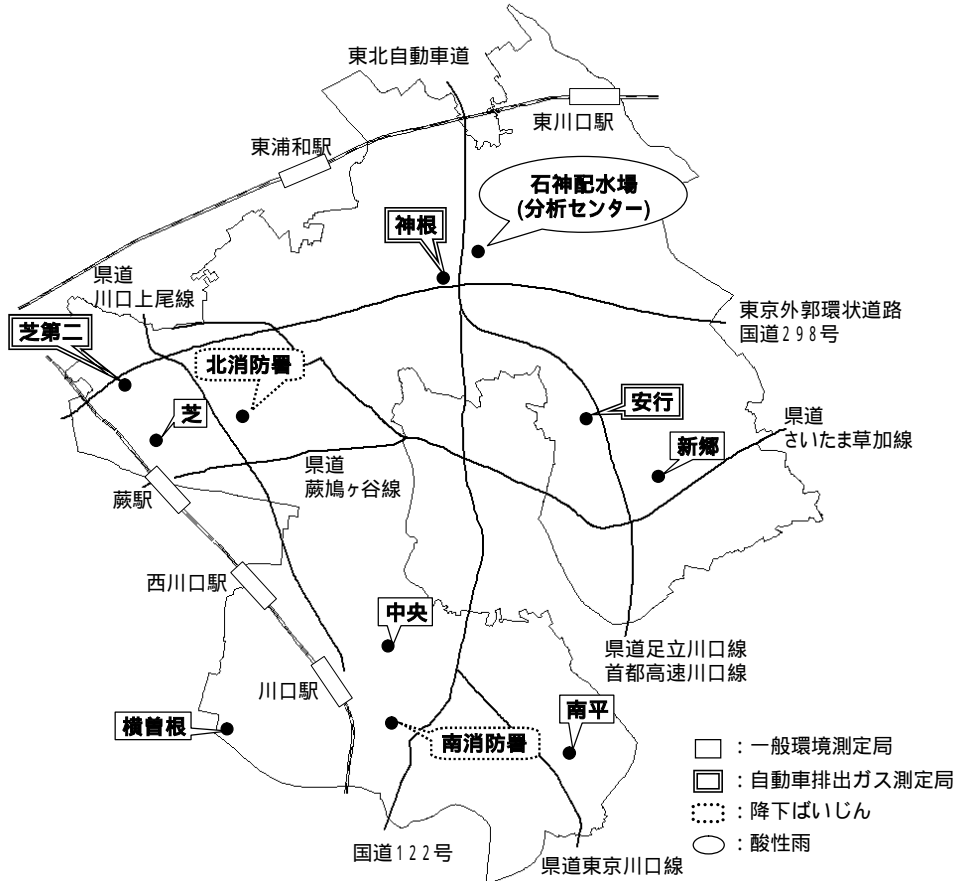 東北自動車道
東川口駅
東浦和駅
石神配水場
(分析センター)
神根
県道
川口上尾線
東京外郭環状道路
国道298号
芝第二
北消防署
安行
芝
県道
さいたま草加線
新郷
県道
蕨鳩ヶ谷線
蕨駅
西川口駅
中央
県道足立川口線
首都高速川口線
川口駅
南平
横曽根
南消防署
国道122号
県道東京川口線
：一般環境測定局
：自動車排出ガス測定局
：降下ばいじん
：酸性雨